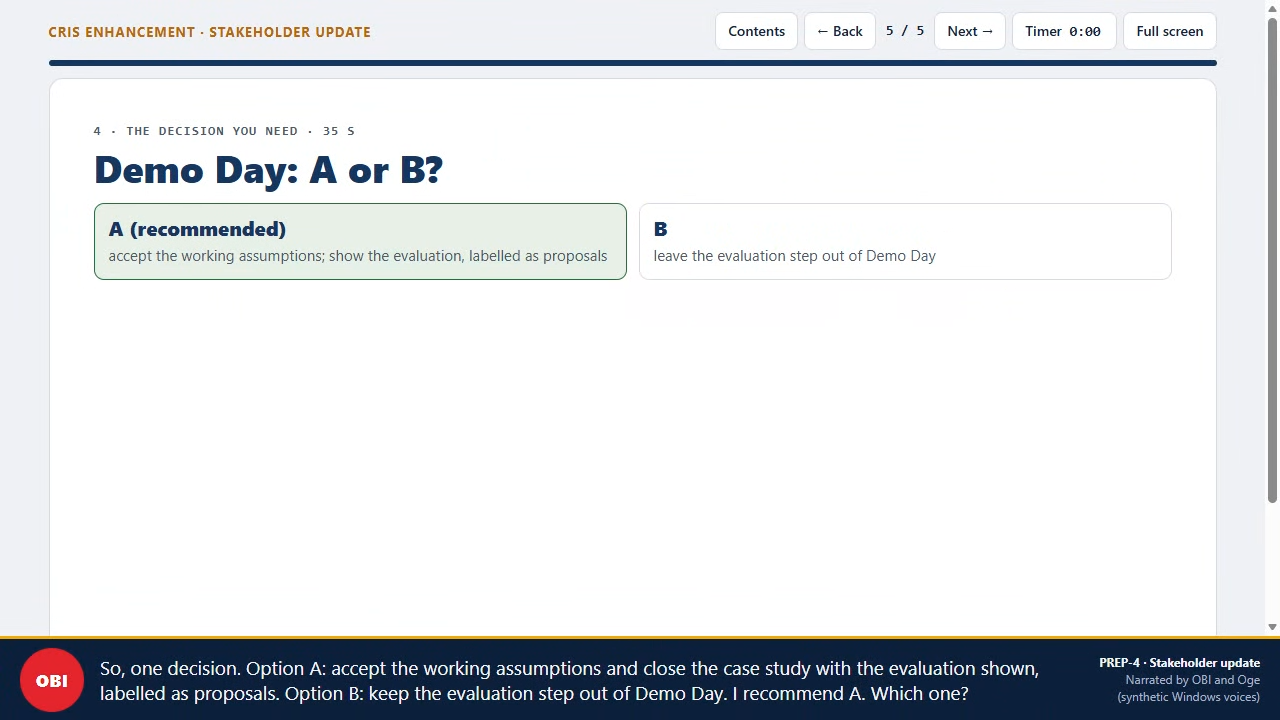 CRIS ENHANCEMENT · STAKEHOLDER UPDATE
Contents
← Back
5 / 5
Next →
Timer 0:00
Full screen
4 · THE DECISION YOU NEED · 35 S
Demo Day: A or B?
A (recommended)
accept the working assumptions; show the evaluation, labelled as proposals
B
leave the evaluation step out of Demo Day
OBI
So, one decision. Option A: accept the working assumptions and close the case study with the evaluation shown,
labelled as proposals. Option B: keep the evaluation step out of Demo Day. I recommend A. Which one?
PREP-4 · Stakeholder update
Narrated by OBI and Oge
(synthetic Windows voices)